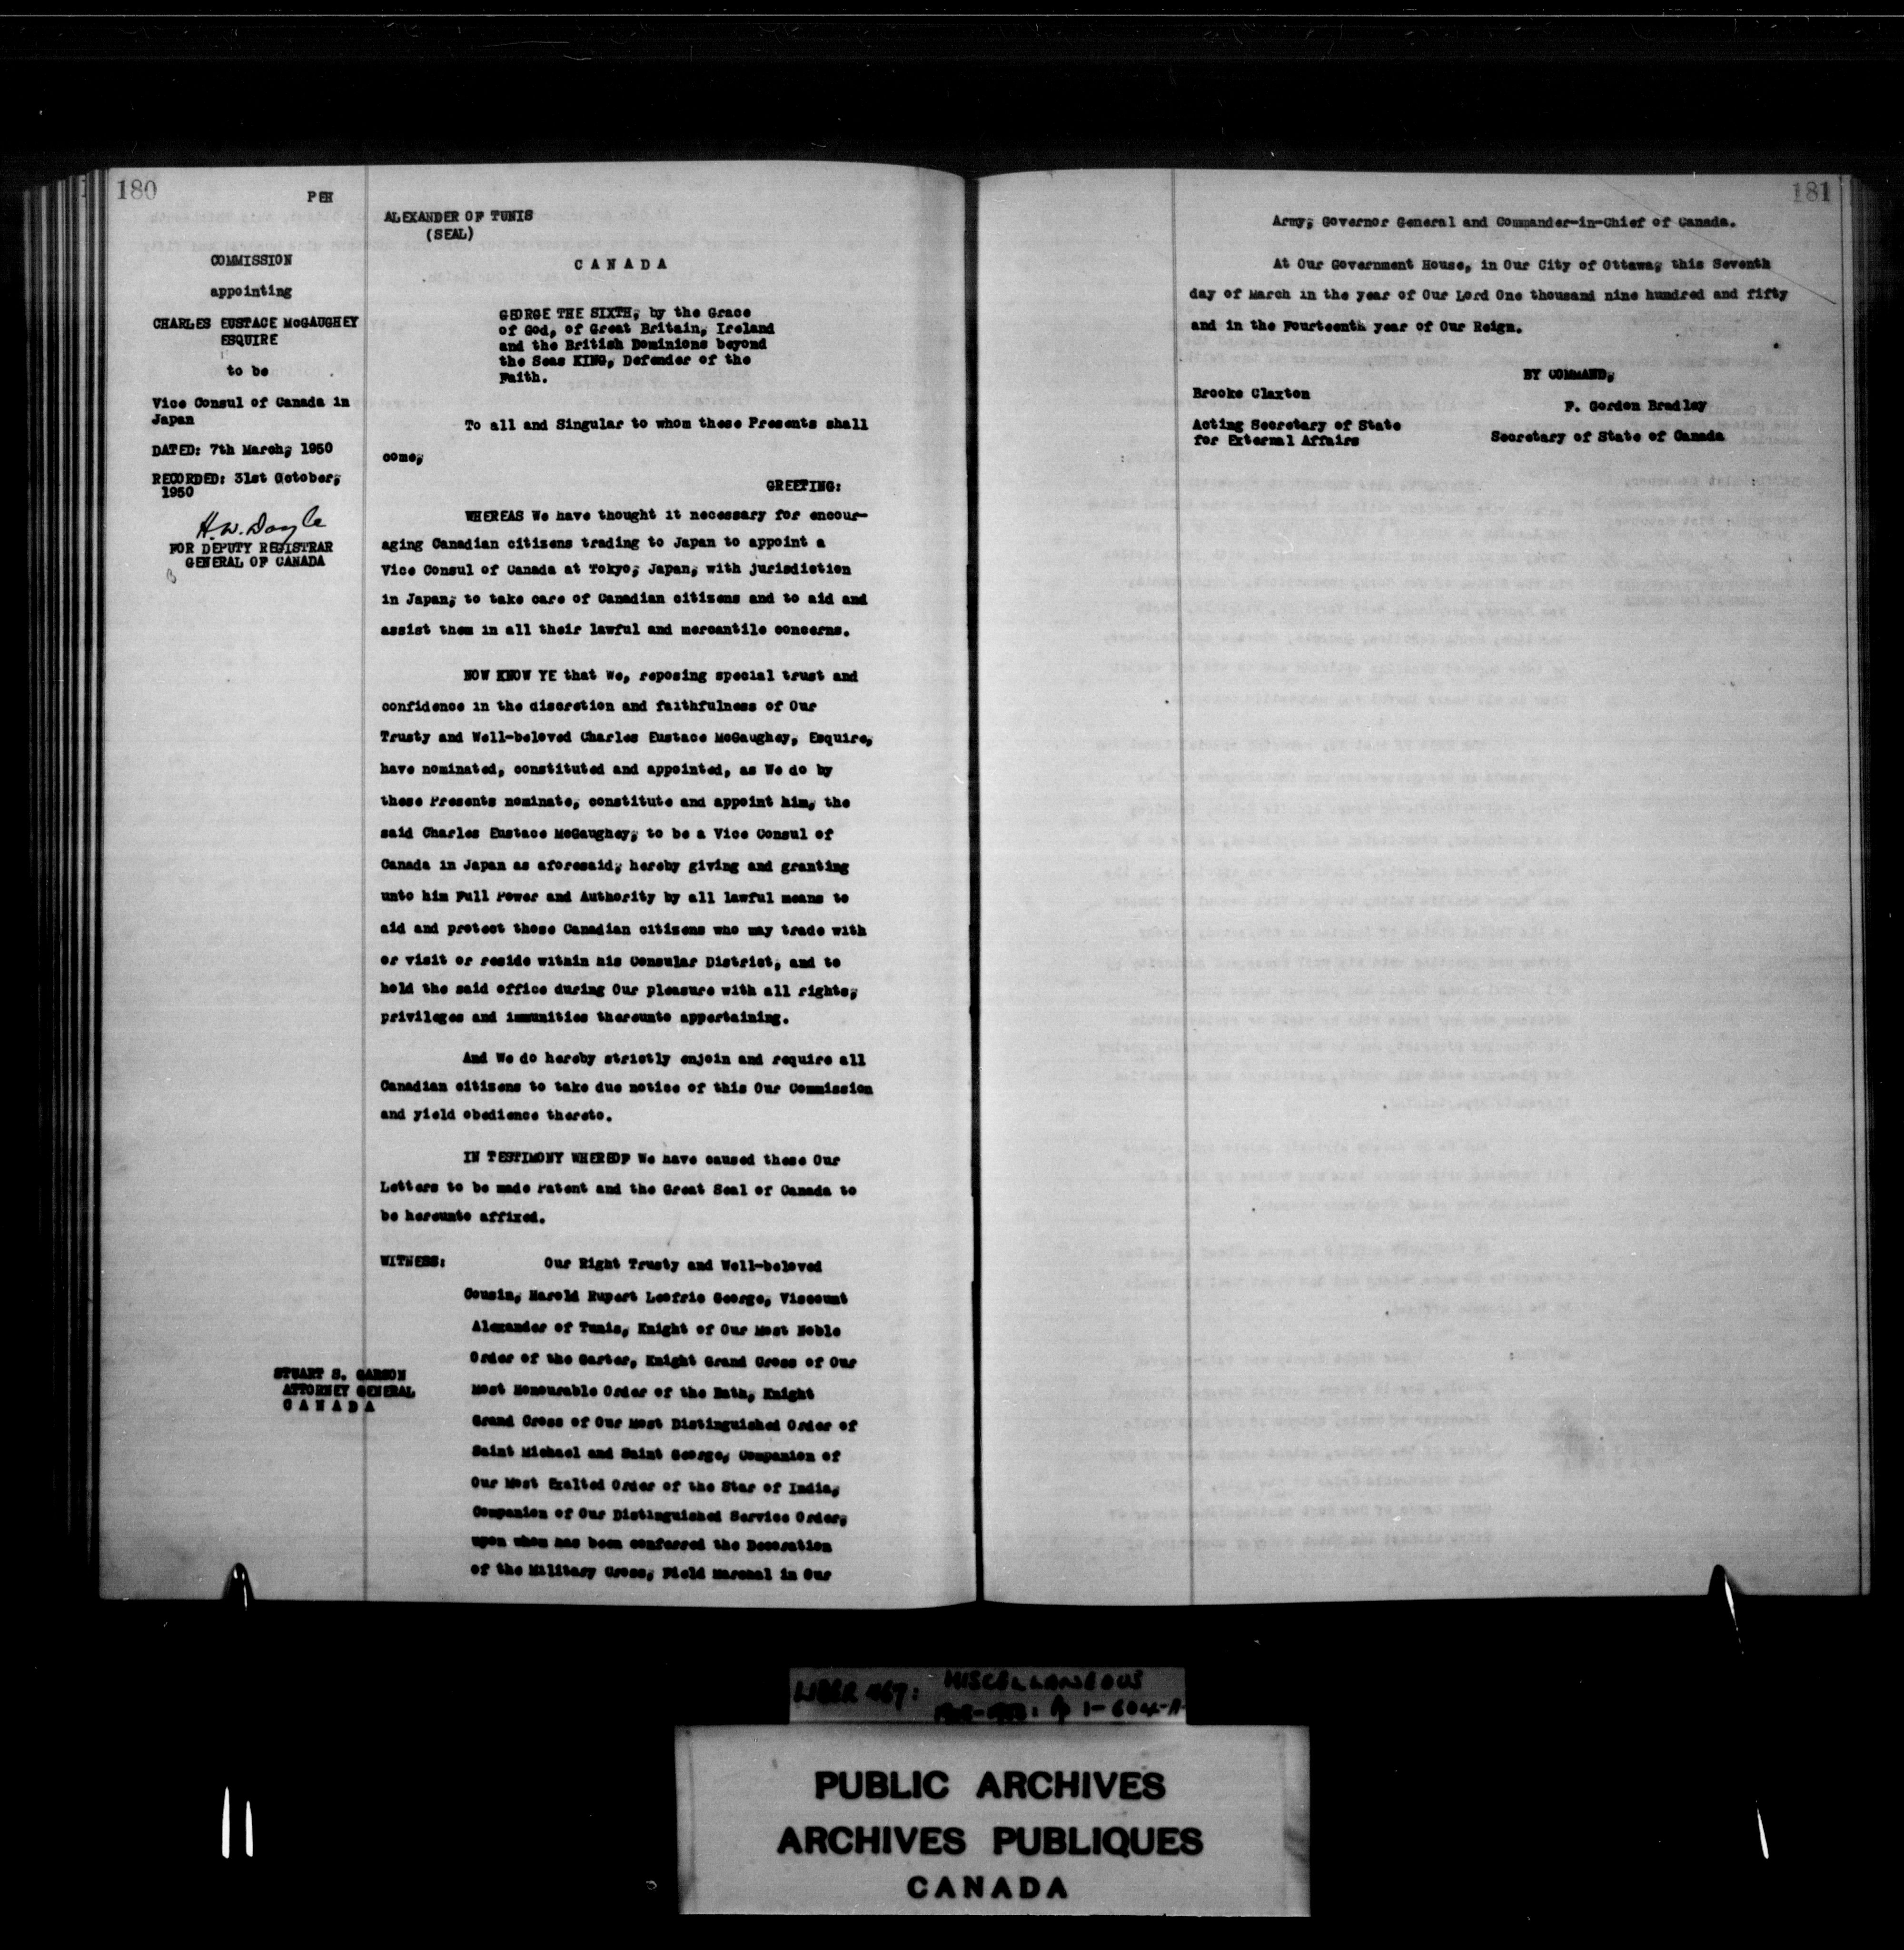 180
PEH
COMMISSION
appointing
CHARLES EUSTACE McGAUGHEY
ESQUIRE
to be
Vice Consul of Canada in
Japan
DATED: 7th March, 1950
RECORDED: 31st October,
1950
H.W. Doyle
FOR DEPUTY REGISTRAR
GENERAL OF CANADA
STUART S. GARSON
ATTORNEY GENERAL
CANADA
ALEXANDER OF TUNIS
(SEAL)
CANADA
GEORGE THE SIXTH, by the Grace
of God, of Great Britain, Ireland
and the British Dominions beyond
the Seas KING, Defender of the
Faith.
To all and Singular to whom these Presents shall
come,
GREETING:
WHEREAS We have thought it necessary for encour-
aging Canadian citizens trading to Japan to appoint a
Vice Consul of Canada at Tokyo, Japan, with jurisdiction
in Japan, to take care of Canadian citizens and to aid and
assist them in all their lawful and mercantile concerns.
NOW KNOW YE that We, reposing special trust and
confidence in the discretion and faithfulness of Our
Trusty and Well-beloved Charles Eustace McGaughey, Esquire,
have nominated, constituted and appointed, as We do by
these Presents nominate, constitute and appoint him, the
said Charles Eustace McGaughey, to be a Vice Consul of
Canada in Japan as aforesaid, hereby giving and granting
unto him Full Power and Authority by all lawful means to
aid and protect those Canadian citizens who may trade with
or visit or reside within his Consular District, and to
hold the said office during Our pleasure with all rights,
privileges and immunities thereunto appertaining.
And We do hereby strictly enjoin and require all
Canadian citizens to take due notice of this Our Commission
and yield obedience thereto.
IN TESTIMONY WHEREOF We have caused these Our
Letters to be made Patent and the Great Seal of Canada to
be hereunto affixed.
WITNESS: Our Right Trusty and Well-beloved
Cousin, Harold Rupert Leofric George, Viscount
Alexander of Tunis, Knight of Our Most Noble
Order of the Garter, Knight Grand Cross of Our
Most Honourable Order of the Bath, Knight
Grand Cross of Our Most Distinguished Order of
Saint Michael and Saint George, Companion of
Our Most Exalted Order of the Star of India,
Companion of Our Distinguished Service Order,
upon whom has been conferred the Decoration
of the Military Cross, Field Marshal in Our
181
Army, Governor General and Commander-in-Chief of Canada.
At Our Government House, in Our City of Ottawa, this Seventh
day of March in the year of Our Lord One thousand nine hundred and fifty
and in the Fourteenth year of Our Reign.
BY COMMAND,
Brooke Claxton
Acting Secretary of State
for External Affairs
F. Gordon Bradley
Secretary of State of Canada
LIBER 467: MISCELLANEOUS
PUBLIC ARCHIVES
ARCHIVES PUBLIQUES
CANADA